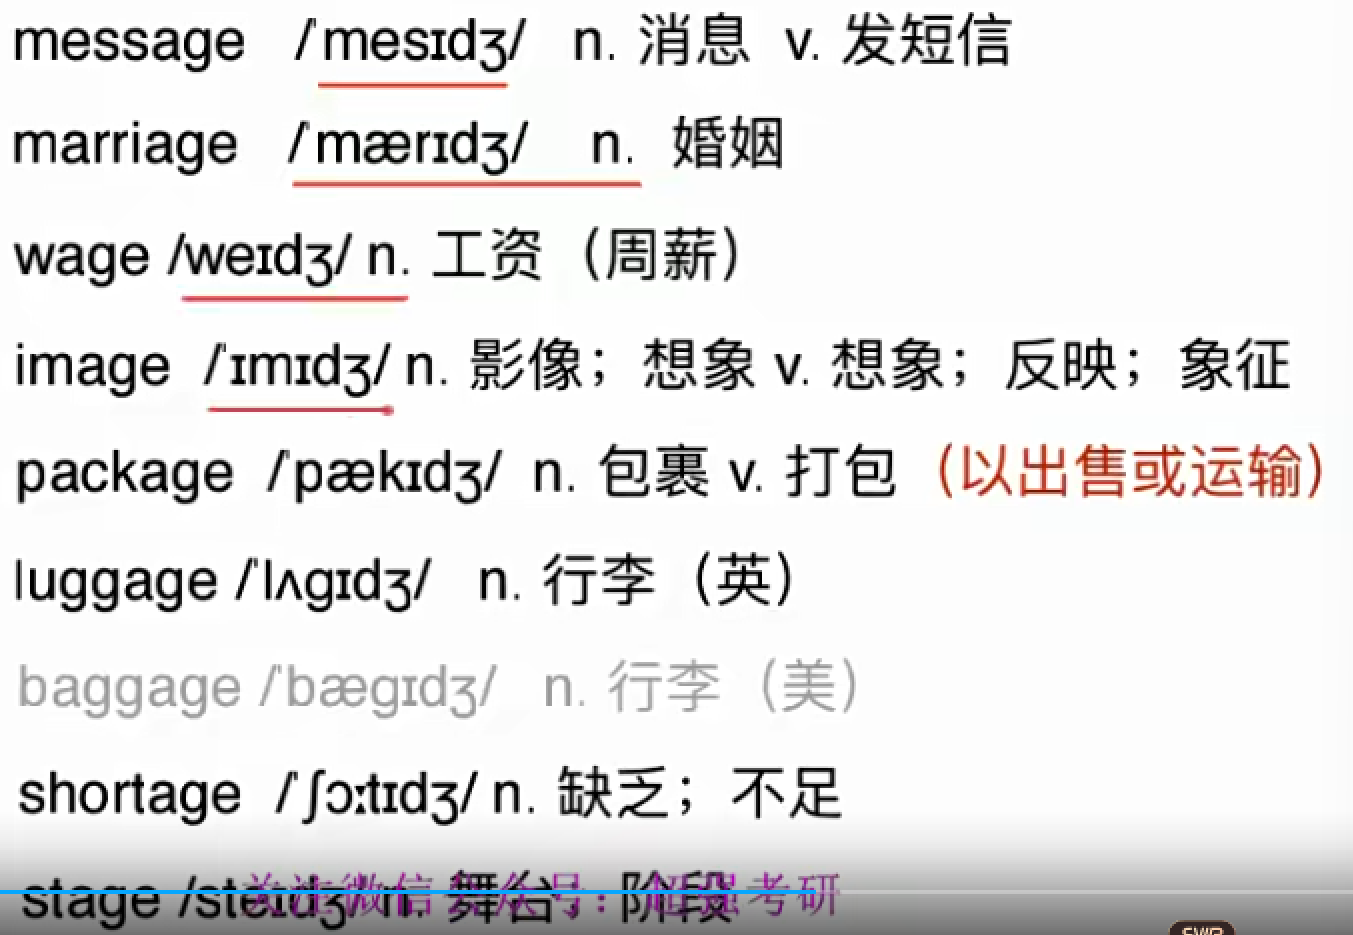 message /ˈmesɪdʒ/ n. 消息 v. 发短信
marriage /ˈmærɪdʒ/ n. 婚姻
wage /weɪdʒ/ n. 工资（周薪）
image /ˈɪmɪdʒ/ n. 影像；想象 v. 想象；反映；象征
package /ˈpækɪdʒ/ n. 包裹 v. 打包（以出售或运输）
luggage /ˈlʌgɪdʒ/ n. 行李（英）
baggage /ˈbægɪdʒ/ n. 行李（美）
shortage /ˈʃɔːtɪdʒ/ n. 缺乏；不足
stage /steɪdʒ/ n. 舞台；阶段
关注微信 众号：考研